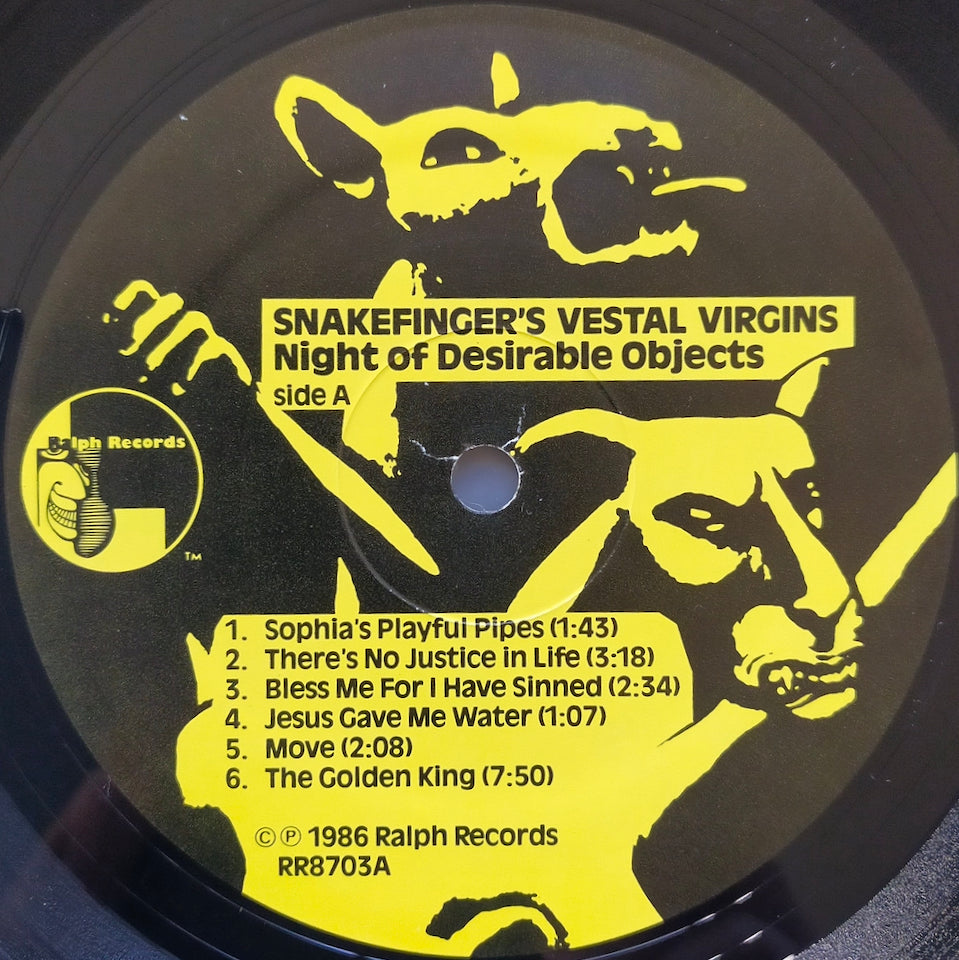 SNAKEFINGER'S VESTAL VIRGINS
Night of Desirable Objects
side A
Ralph Records
TM
1. Sophia's Playful Pipes (1:43)
2. There's No Justice in Life (3:18)
3. Bless Me For I Have Sinned (2:34)
4. Jesus Gave Me Water (1:07)
5. Move (2:08)
6. The Golden King (7:50)
© ℗ 1986 Ralph Records
RR8703A